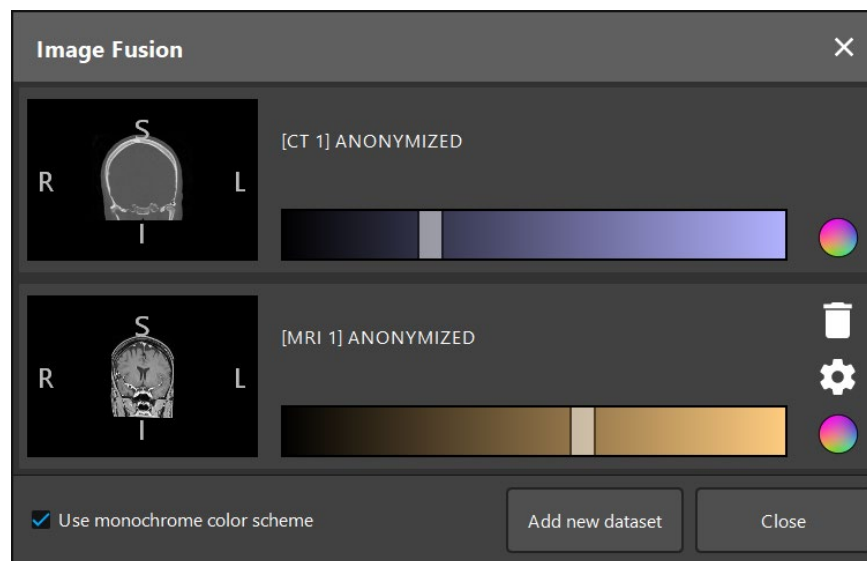 Image Fusion
S
R
L
I
[CT 1] ANONYMIZED
S
R
L
I
[MRI 1] ANONYMIZED
Use monochrome color scheme
Add new dataset
Close